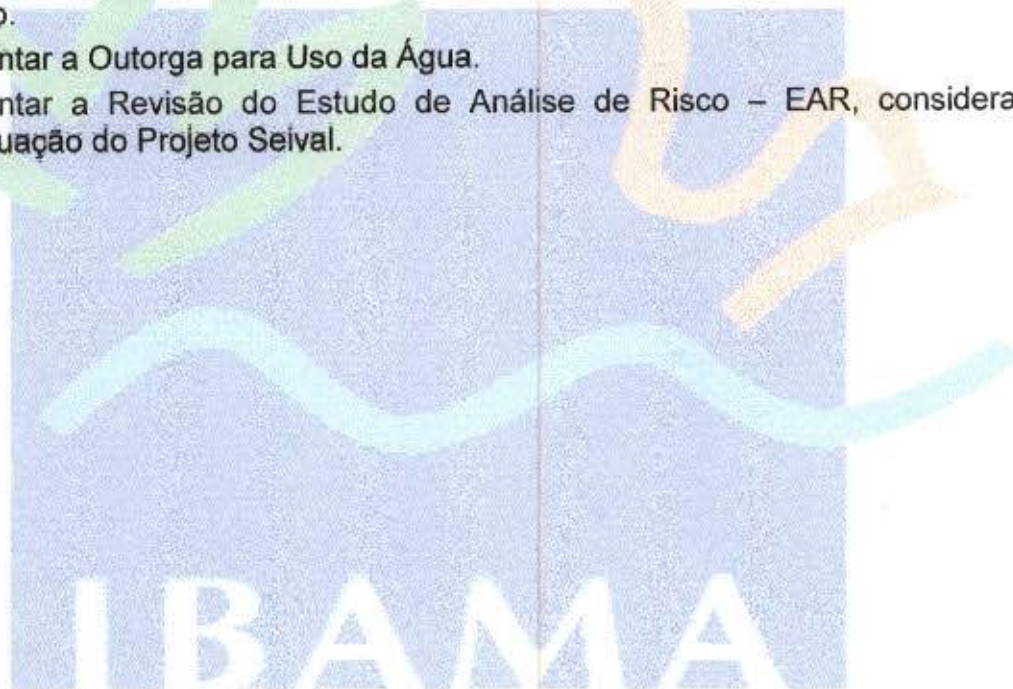 ntar a Outorga para Uso da Água.
ntar a Revisão do Estudo de Análise de Risco – EAR, considera
uação do Projeto Seival.
IBAMA